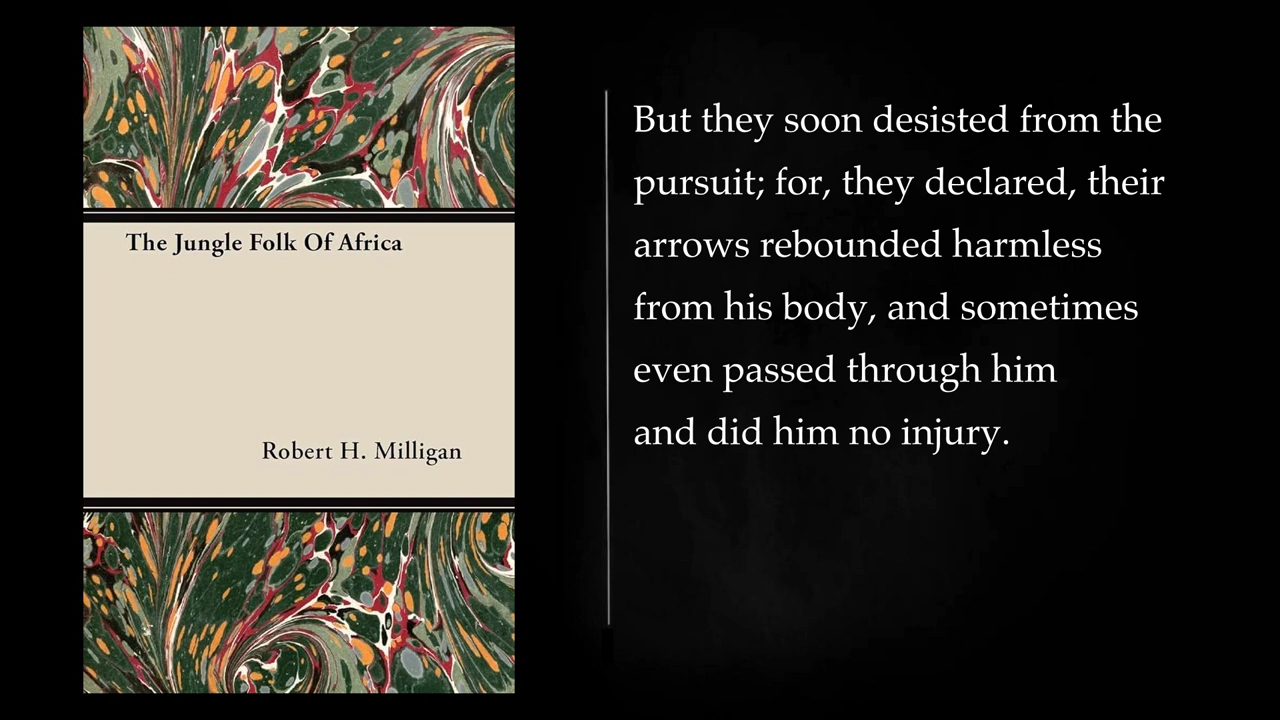 The Jungle Folk Of Africa
Robert H. Milligan
But they soon desisted from the
pursuit; for, they declared, their
arrows rebounded harmless
from his body, and sometimes
even passed through him
and did him no injury.